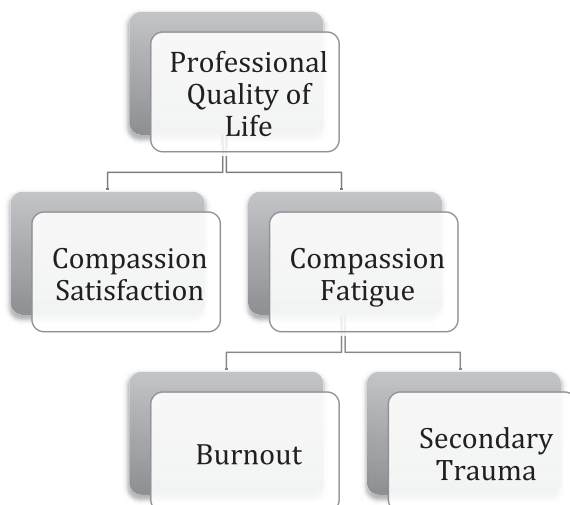 Professional
Quality of
Life
Compassion
Satisfaction
Compassion
Fatigue
Burnout
Secondary
Trauma